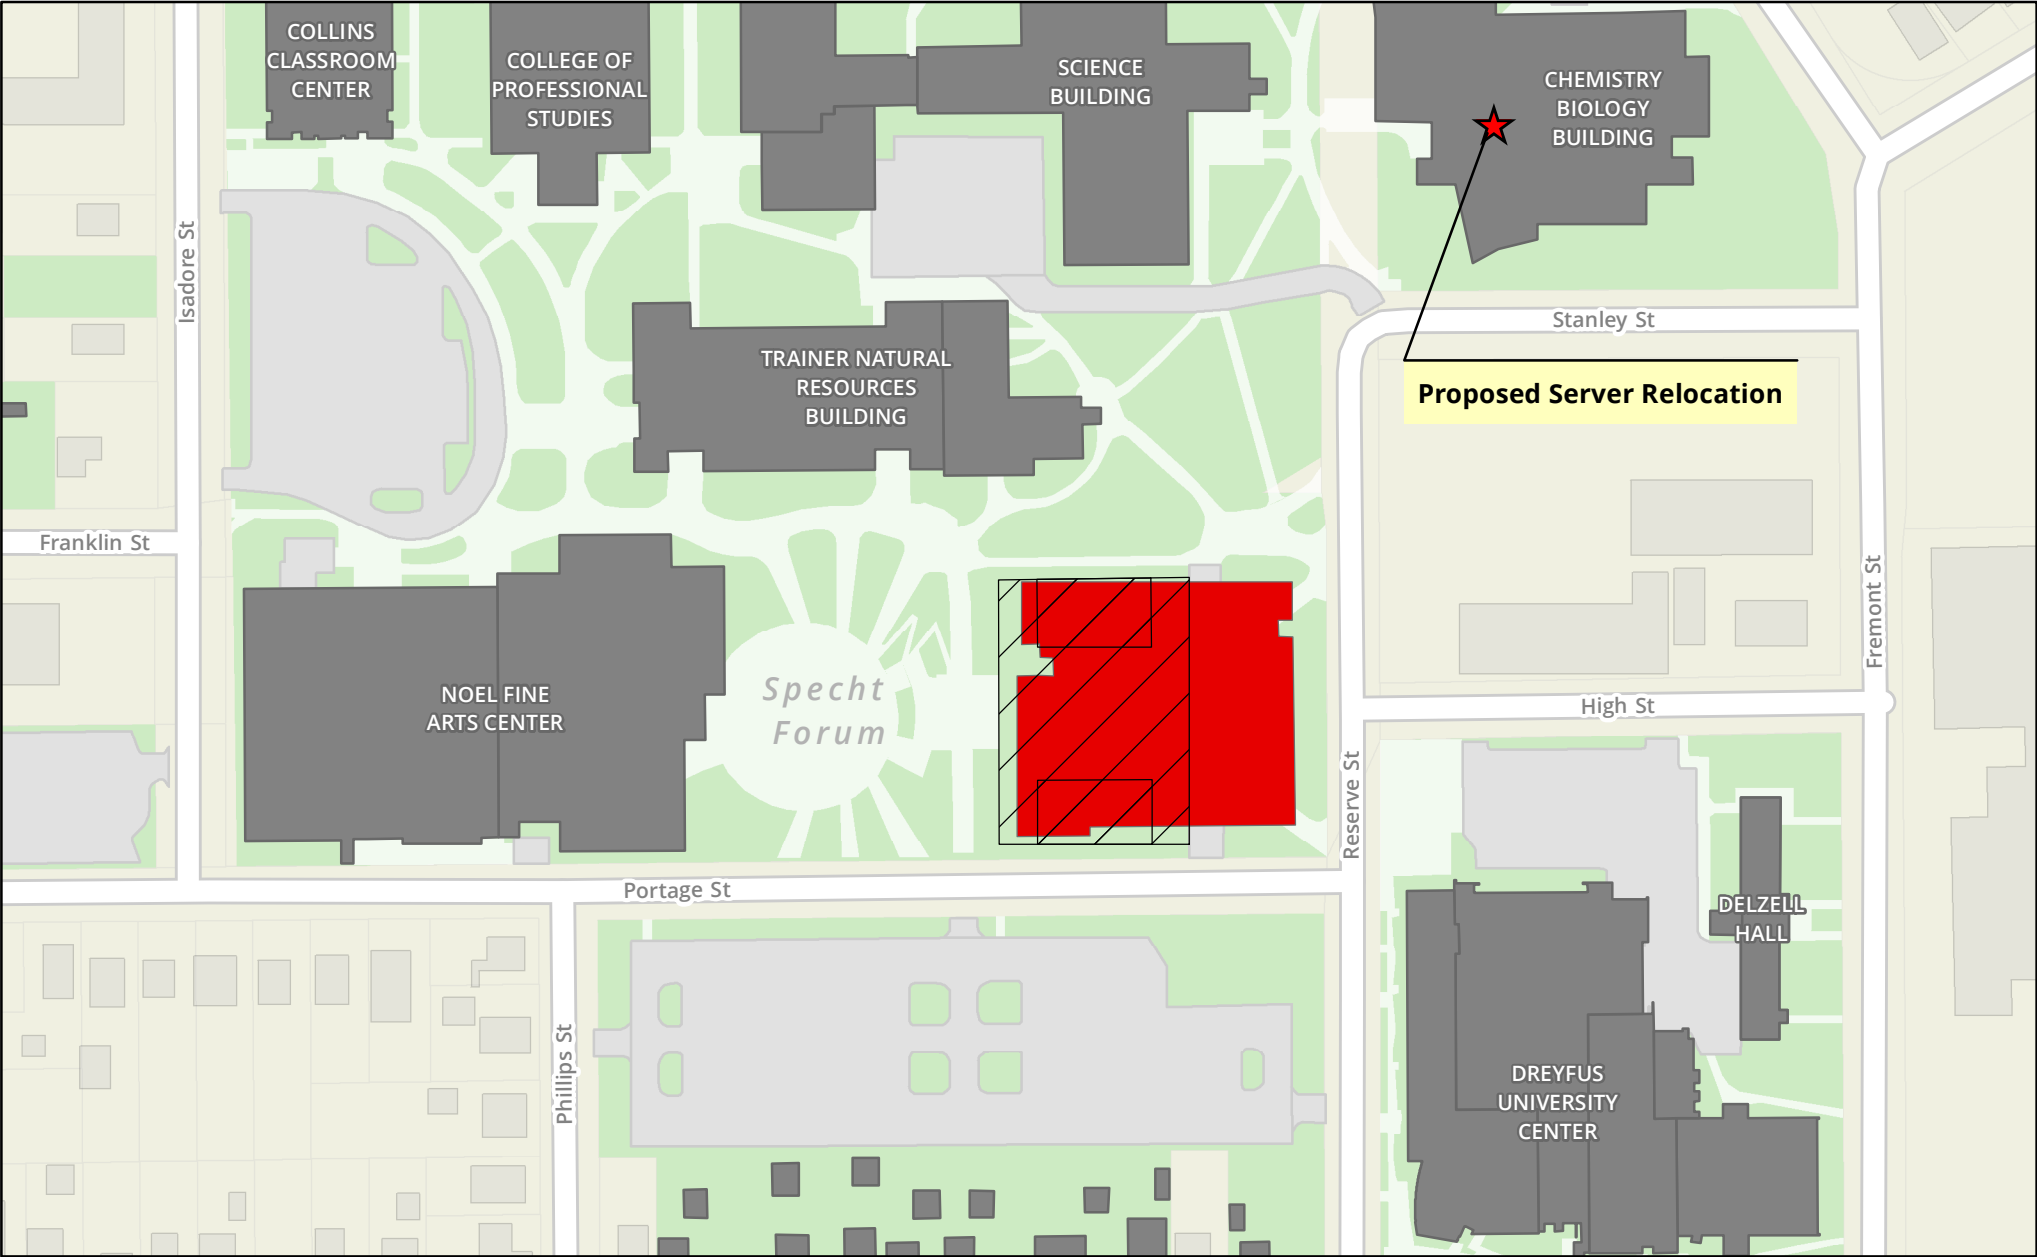 COLLINS
CLASSROOM
CENTER
COLLEGE OF
PROFESSIONAL
STUDIES
SCIENCE
BUILDING
CHEMISTRY
BIOLOGY
BUILDING
Isadore St
Stanley St
TRAINER NATURAL
RESOURCES
BUILDING
Proposed Server Relocation
Franklin St
Fremont St
NOEL FINE
ARTS CENTER
Specht
Forum
High St
Reserve St
Portage St
DELZELL
HALL
Phillips St
DREYFUS
UNIVERSITY
CENTER